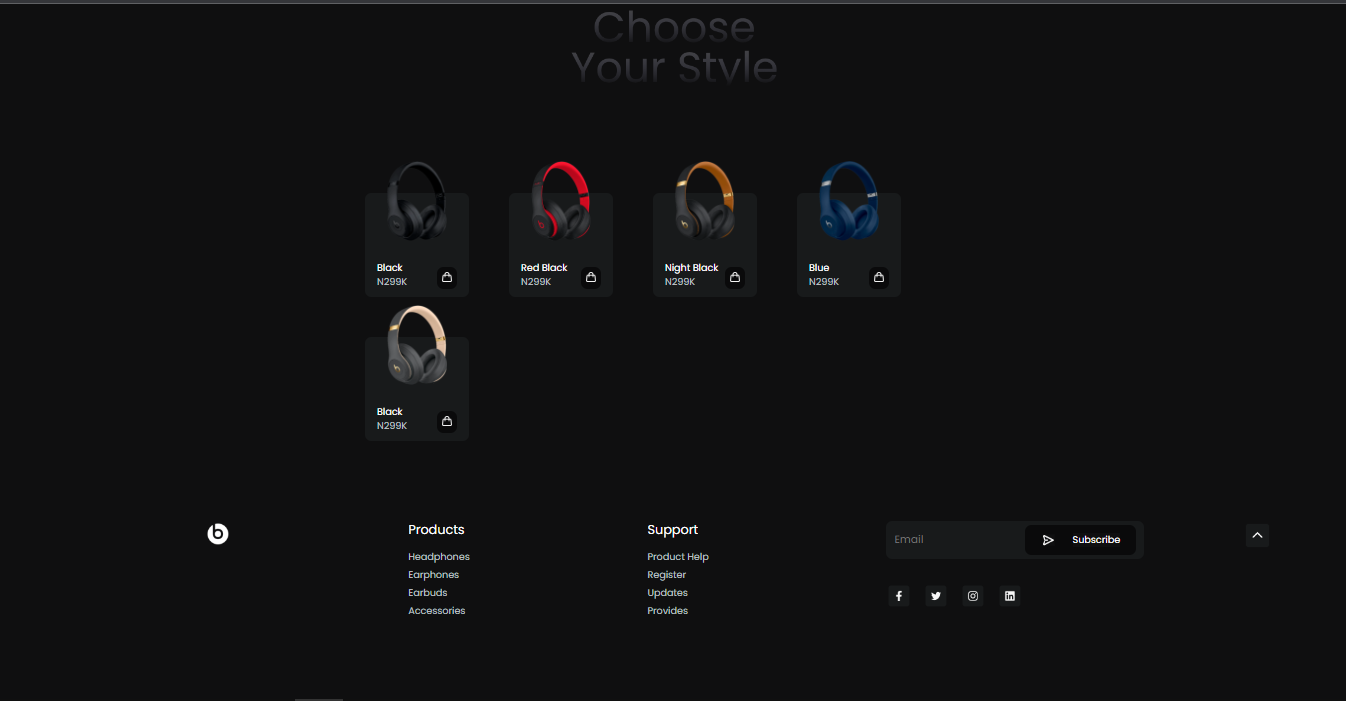 Choose
Your Style
Black
N299K
Red Black
N299K
Night Black
N299K
Blue
N299K
Black
N299K
Products
Headphones
Earphones
Earbuds
Accessories
Support
Product Help
Register
Updates
Provides
Email
Subscribe